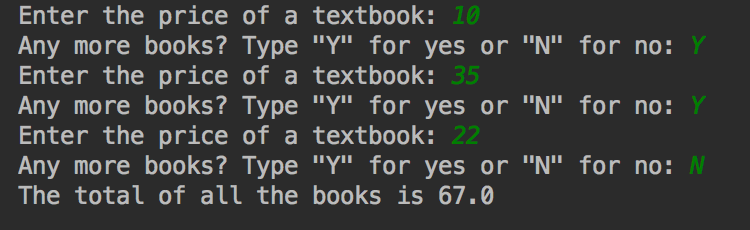 Enter the price of a textbook: 10
Any more books? Type "Y" for yes or "N" for no: Y
Enter the price of a textbook: 35
Any more books? Type "Y" for yes or "N" for no: Y
Enter the price of a textbook: 22
Any more books? Type "Y" for yes or "N" for no: N
The total of all the books is 67.0